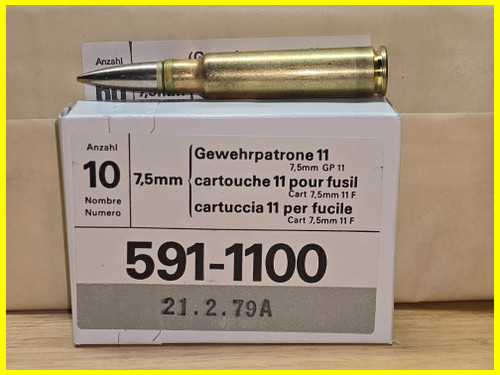 Anzahl
Anzahl
10
Nombre
Numero
7,5mm
Gewehrpatrone 11
7,5mm GP 11
cartouche 11 pour fusil
Cart 7,5mm 11 F
cartuccia 11 per fucile
Cart 7,5mm 11 F
591-1100
21.2.79A